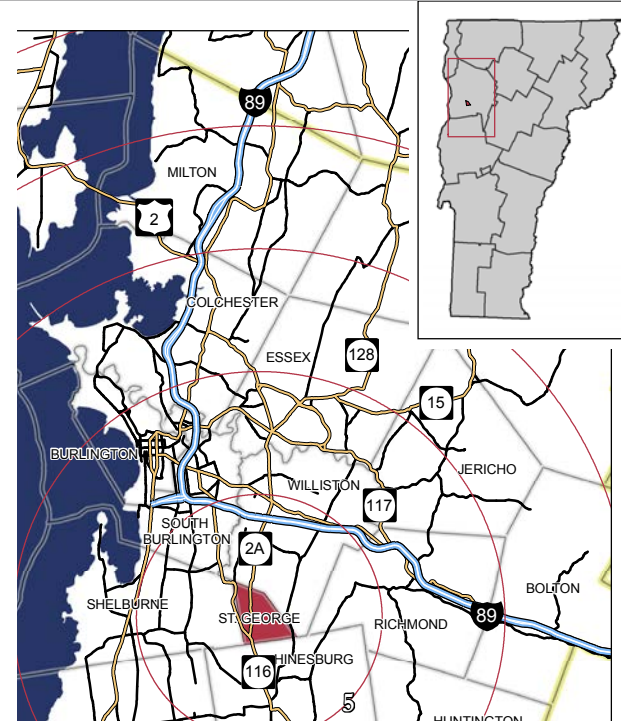 89
MILTON
2
COLCHESTER
ESSEX
128
15
BURLINGTON
JERICHO
WILLISTON
117
SOUTH
BURLINGTON
2A
BOLTON
SHELBURNE
ST. GEORGE
89
RICHMOND
HINESBURG
116
5
HUNTINGTON